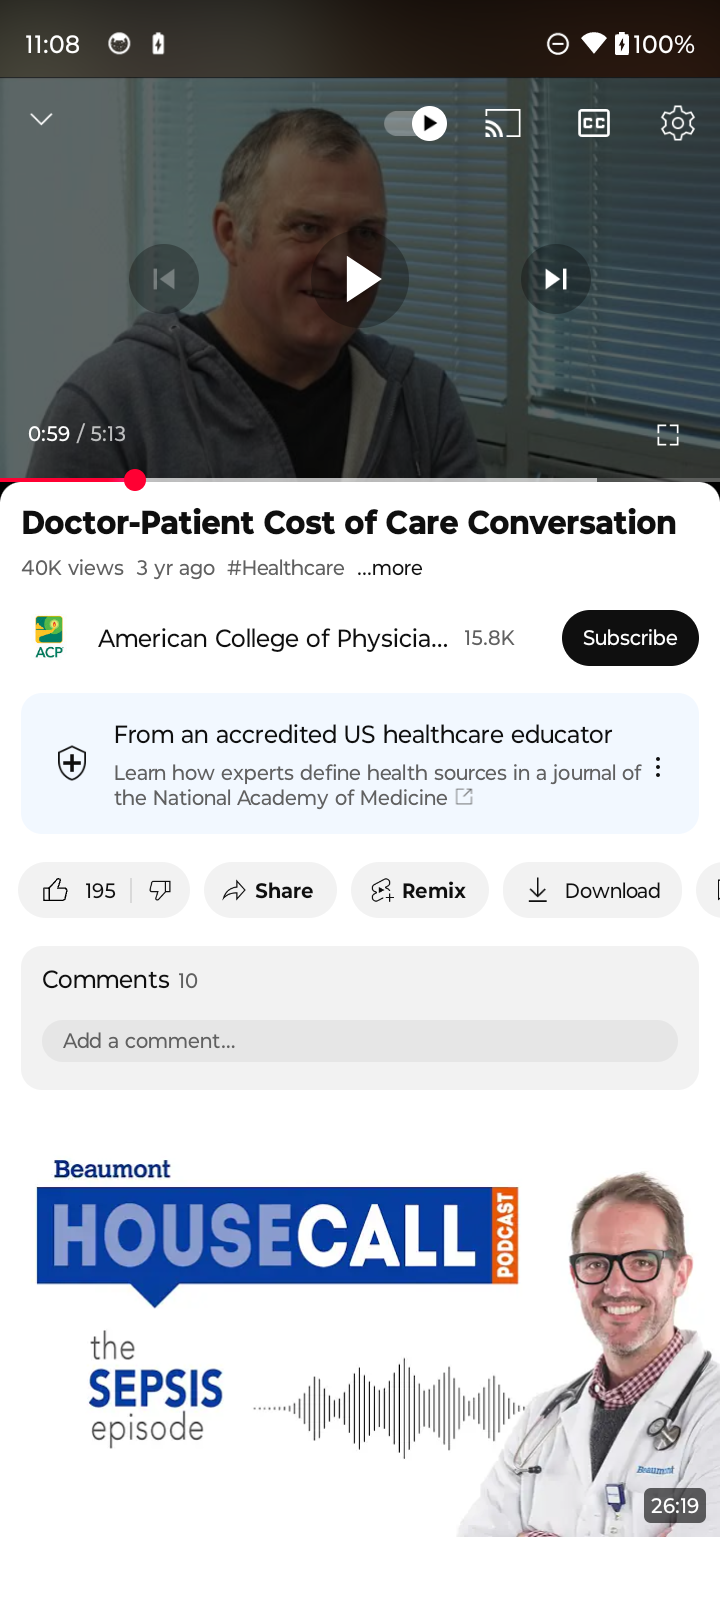 11:08
100%
CC
0:59 / 5:13
Doctor-Patient Cost of Care Conversation
40K views 3 yr ago #Healthcare ...more
ACP
American College of Physicia... 15.8K
Subscribe
From an accredited US healthcare educator
Learn how experts define health sources in a journal of
the National Academy of Medicine
195
Share
Remix
Download
Comments 10
Add a comment...
Beaumont
HOUSECALL
PODCAST
the
SEPSIS
episode
Beaumont
26:19